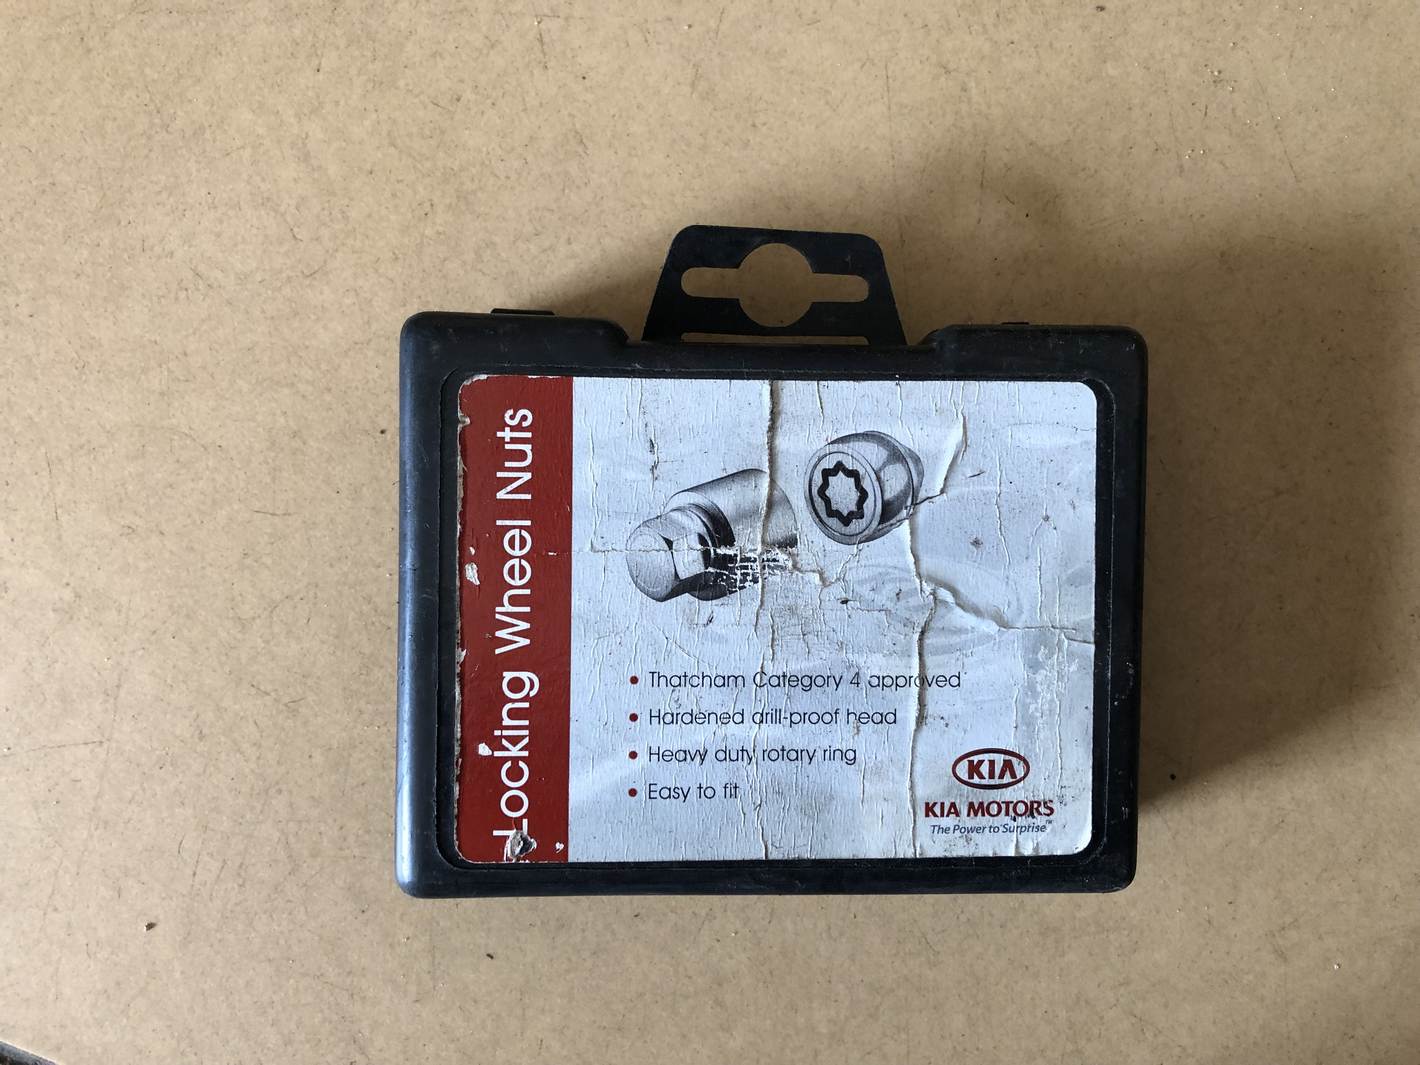 Locking Wheel Nuts
• Thatcham Category 4 approved
• Hardened drill-proof head
• Heavy duty rotary ring
• Easy to fit
KIA
KIA MOTORS
The Power to Surprise™